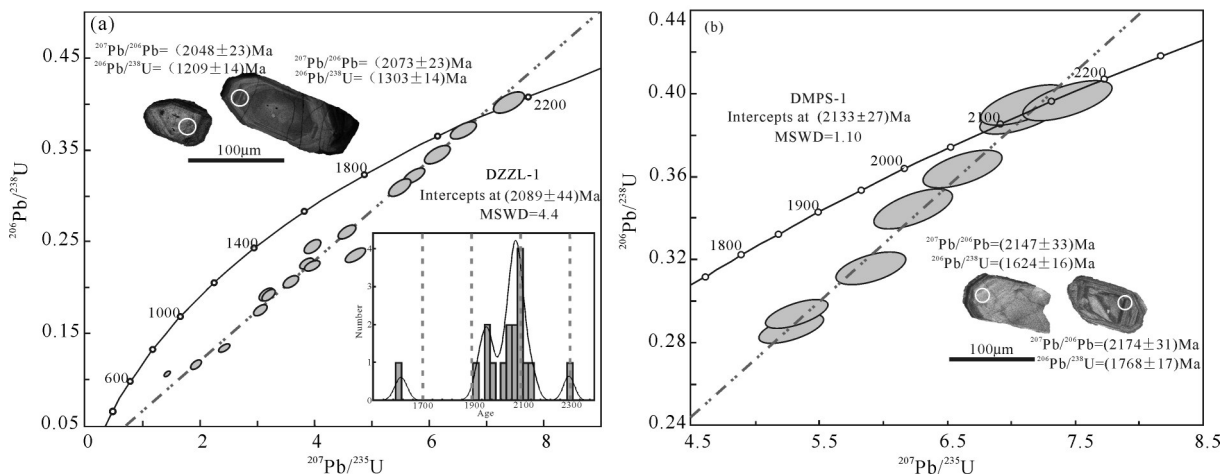 (a)
²⁰⁷Pb/²⁰⁶Pb=（2048±23)Ma
²⁰⁶Pb/²³⁸U=（1209±14)Ma
²⁰⁷Pb/²⁰⁶Pb=（2073±23)Ma
²⁰⁶Pb/²³⁸U=（1303±14)Ma
100μm
DZZL-1
Intercepts at (2089±44)Ma
MSWD=4.4
600
1000
1400
1800
2200
0.45
0.35
0.25
0.15
0.05
²⁰⁶Pb/²³⁸U
0
2
4
6
8
²⁰⁷Pb/²³⁵U
Number
4
3
2
1
0
1700
1900
2100
2300
Age
(b)
DMPS-1
Intercepts at (2133±27)Ma
MSWD=1.10
1800
1900
2000
2100
2200
²⁰⁷Pb/²⁰⁶Pb=(2147±33)Ma
²⁰⁶Pb/²³⁸U=(1624±16)Ma
100μm
²⁰⁷Pb/²⁰⁶Pb=(2174±31)Ma
²⁰⁶Pb/²³⁸U=(1768±17)Ma
0.44
0.40
0.36
0.32
0.28
0.24
²⁰⁶Pb/²³⁸U
4.5
5.5
6.5
7.5
8.5
²⁰⁷Pb/²³⁵U